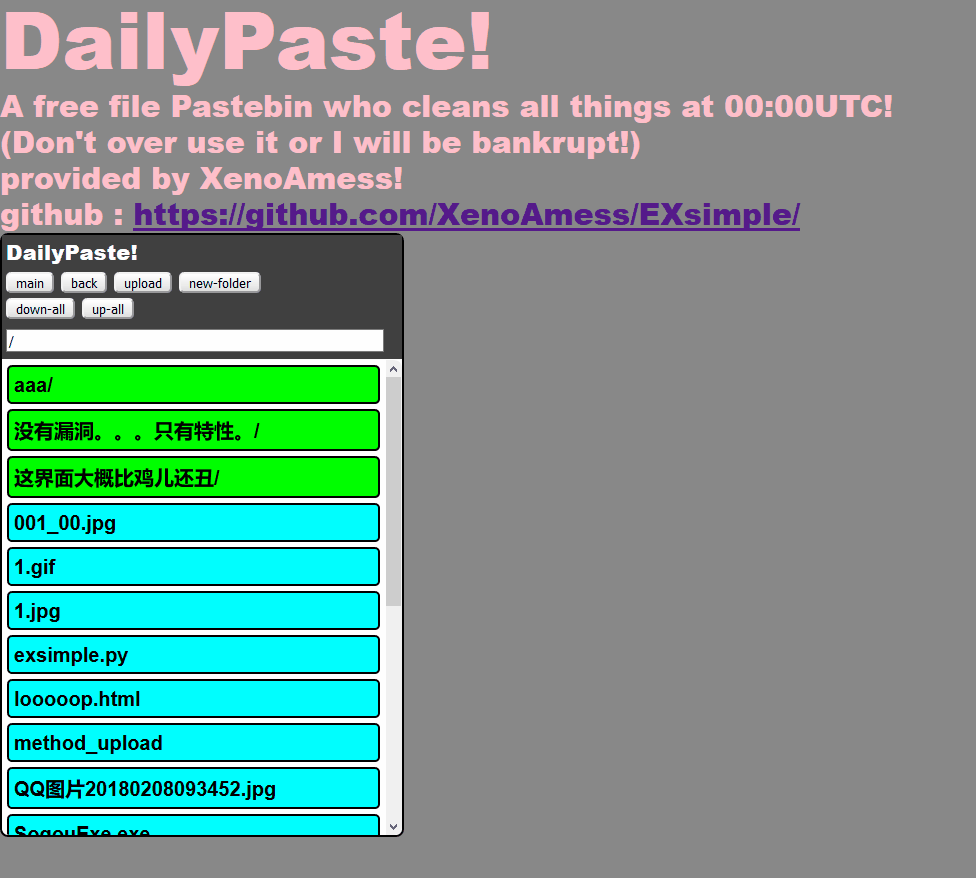 DailyPaste!
A free file Pastebin who cleans all things at 00:00UTC!
(Don't over use it or I will be bankrupt!)
provided by XenoAmess!
github : https://github.com/XenoAmess/EXsimple/
DailyPaste!
main back upload new-folder
down-all up-all
/
aaa/
没有漏洞。。。只有特性。/
这界面大概比鸡儿还丑/
001_00.jpg
1.gif
1.jpg
exsimple.py
looooop.html
method_upload
QQ图片20180208093452.jpg
SogouExe.exe